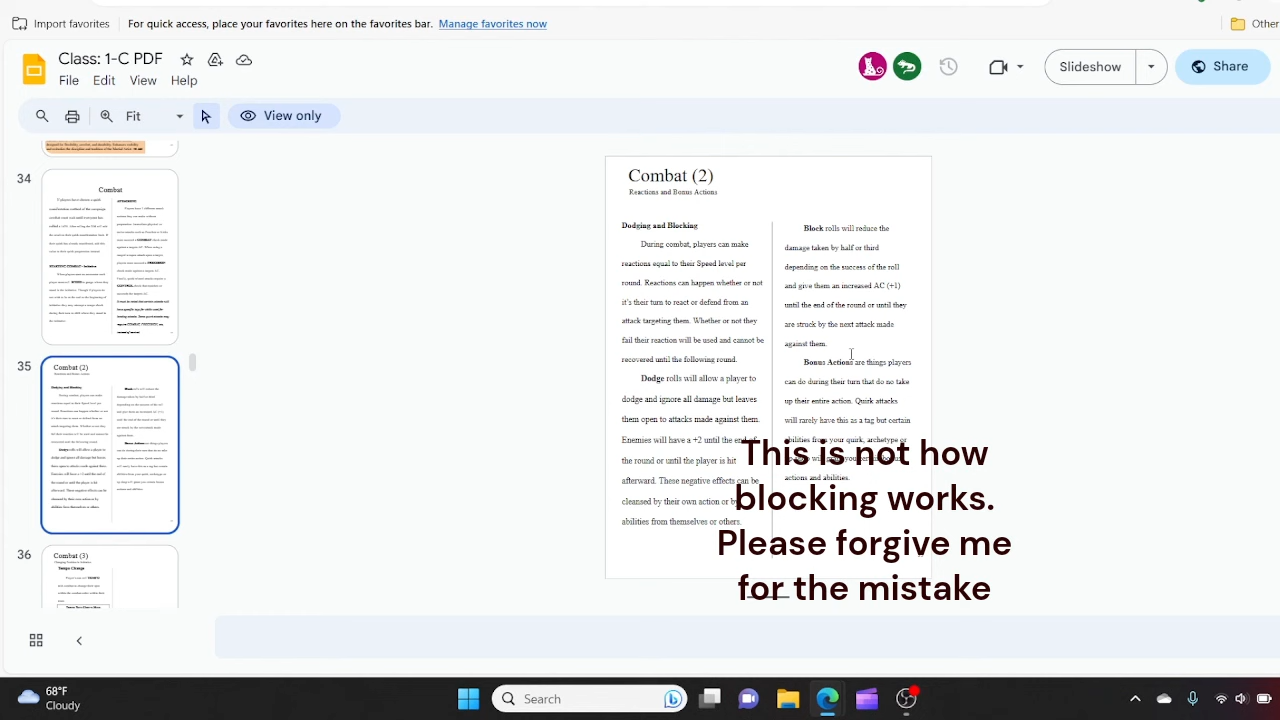 Import favorites
For quick access, place your favorites here on the favorites bar. Manage favorites now
Other
Class: 1-C PDF
File Edit View Help
Slideshow
Share
Fit
View only
34
Combat
35
Combat (2)
36
Combat (3)
Tempo Change
Combat (2)
Reactions and Bonus Actions
Dodging and Blocking
During combat, players can make
reactions equal to their Speed level per
round. Reactions can happen whether or not
it's their turn to react or defend from an
attack targeting them. Whether or not they
fail their reaction will be used and cannot be
recovered until the following round.
Dodge rolls will allow a player to
dodge and ignore all damage but leaves
them open to attacks made against them.
Enemies will have a +2 until the end of
the round or until the player is hit
afterward. These negative effects can be
cleansed by their own action or by
abilities from themselves or others.
Block rolls will reduce the
damage taken by half or third
depending on the success of the roll
and give them an increased AC (+1)
until the end of the round or until they
are struck by the next attack made
against them.
Bonus Actions are things players
can do during their turn that do no take
up their entire action. Quirk attacks
will rarely have this as a tag but certain
abilities from your quirk, archetype or
actions and abilities.
This is not how
blocking works.
Please forgive me
for the mistake
68°F
Cloudy
Search